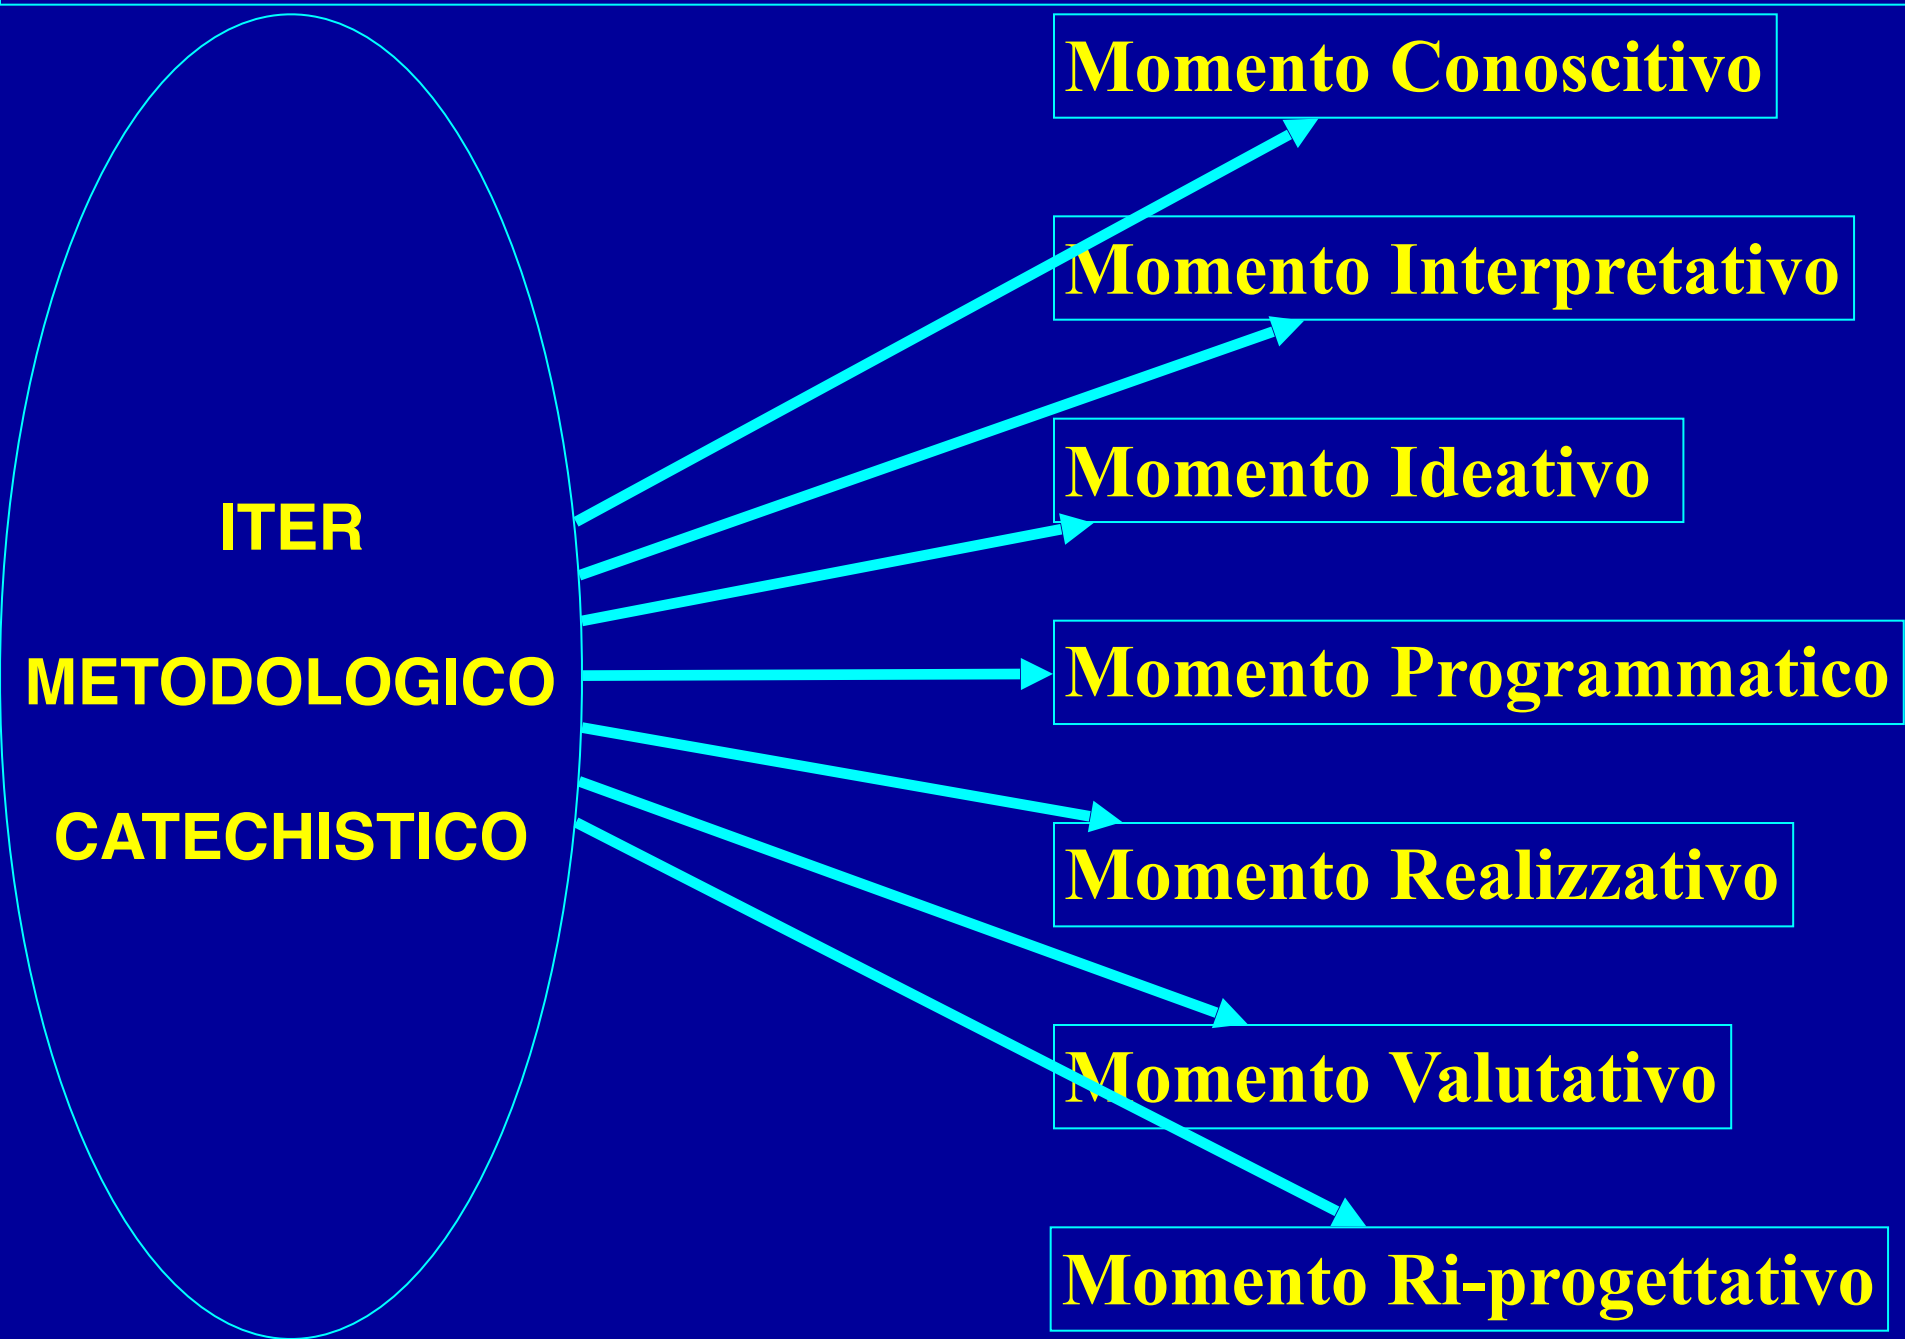 ITER
METODOLOGICO
CATECHISTICO
Momento Conoscitivo
Momento Interpretativo
Momento Ideativo
Momento Programmatico
Momento Realizzativo
Momento Valutativo
Momento Ri-progettativo